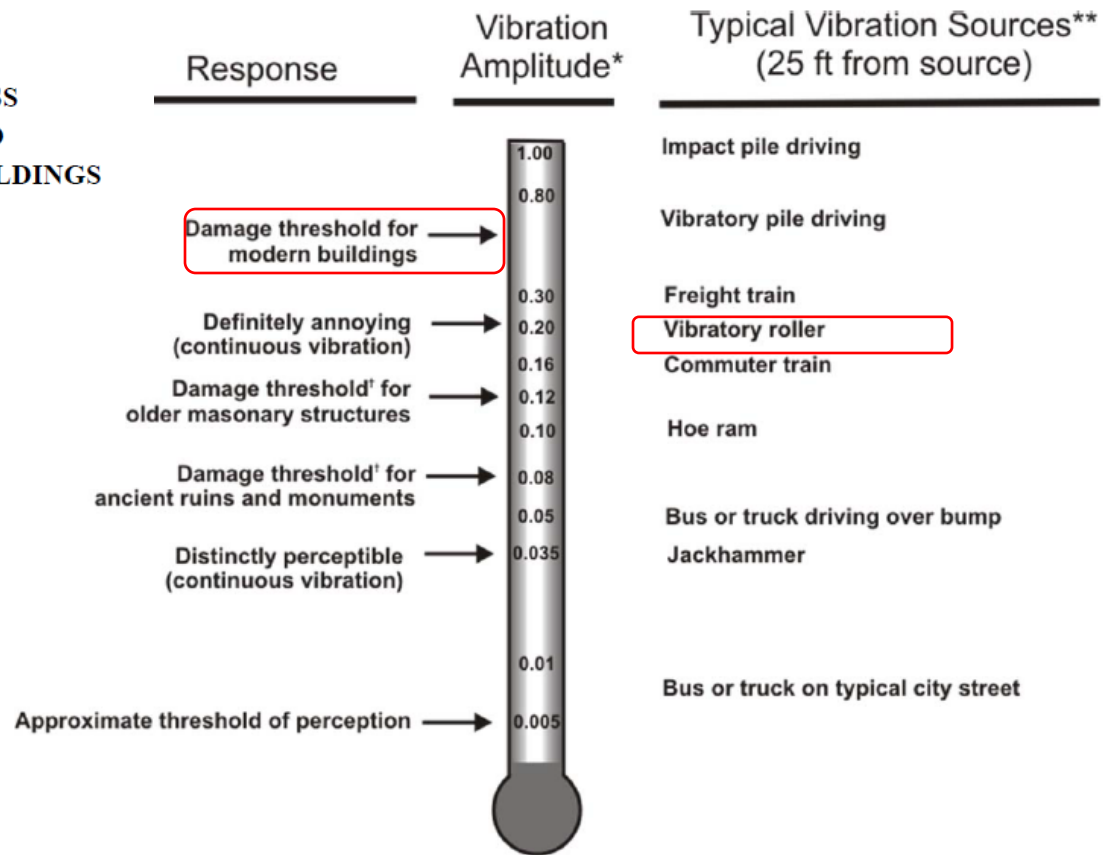 SS
LDINGS
Response
Vibration
Amplitude*
Typical Vibration Sources**
(25 ft from source)
1.00
0.80
0.30
0.20
0.16
0.12
0.10
0.08
0.05
0.035
0.01
0.005
Damage threshold for
modern buildings
Definitely annoying
(continuous vibration)
Damage threshold† for
older masonary structures
Damage threshold† for
ancient ruins and monuments
Distinctly perceptible
(continuous vibration)
Approximate threshold of perception
Impact pile driving
Vibratory pile driving
Freight train
Vibratory roller
Commuter train
Hoe ram
Bus or truck driving over bump
Jackhammer
Bus or truck on typical city street